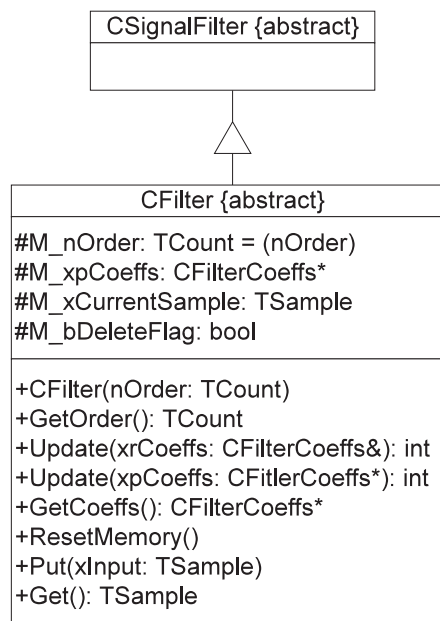 CSignalFilter {abstract}
CFilter {abstract}
#M_nOrder: TCount = (nOrder)
#M_xpCoeffs: CFilterCoeffs*
#M_xCurrentSample: TSample
#M_bDeleteFlag: bool
+CFilter(nOrder: TCount)
+GetOrder(): TCount
+Update(xrCoeffs: CFilterCoeffs&): int
+Update(xpCoeffs: CFitlerCoeffs*): int
+GetCoeffs(): CFilterCoeffs*
+ResetMemory()
+Put(xInput: TSample)
+Get(): TSample